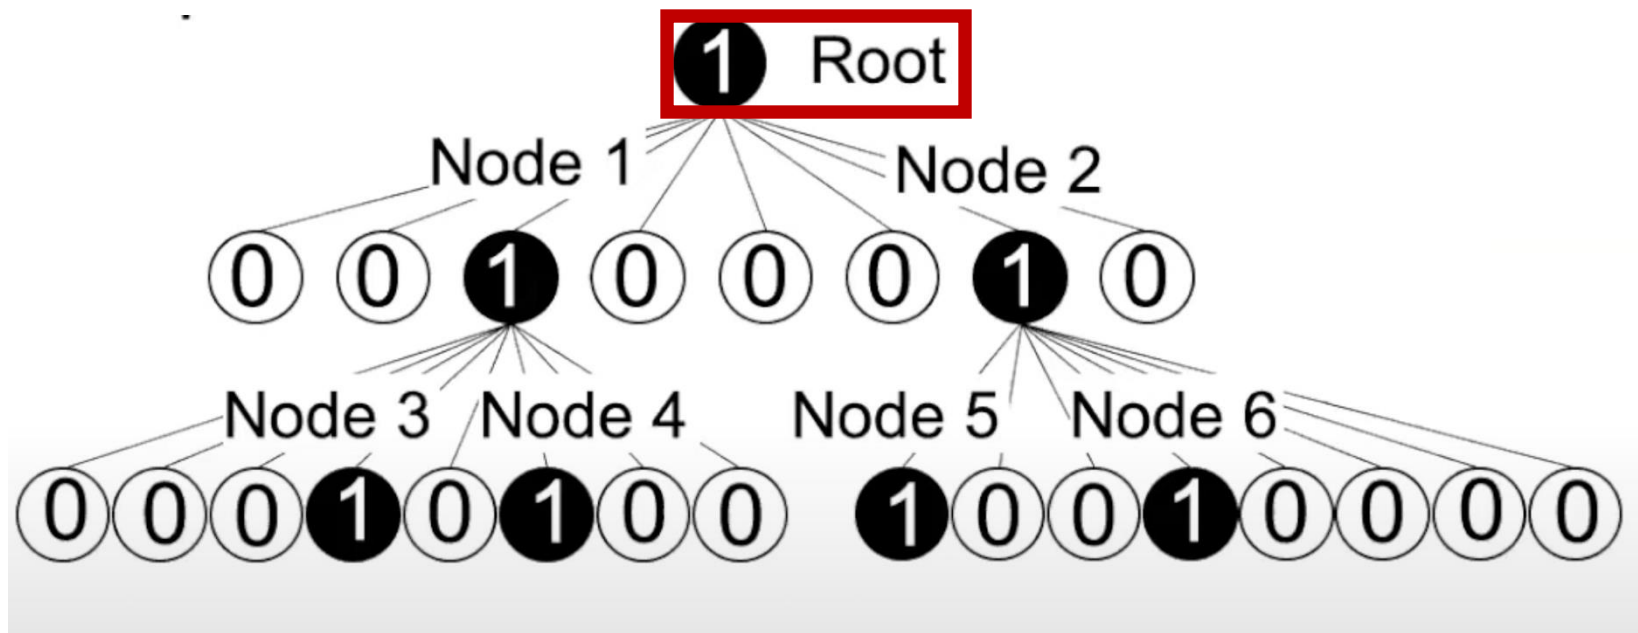 1 Root
Node 1 Node 2
0 0 1 0 0 0 1 0
Node 3 Node 4 Node 5 Node 6
0 0 0 1 0 1 0 0 1 0 0 1 0 0 0 0